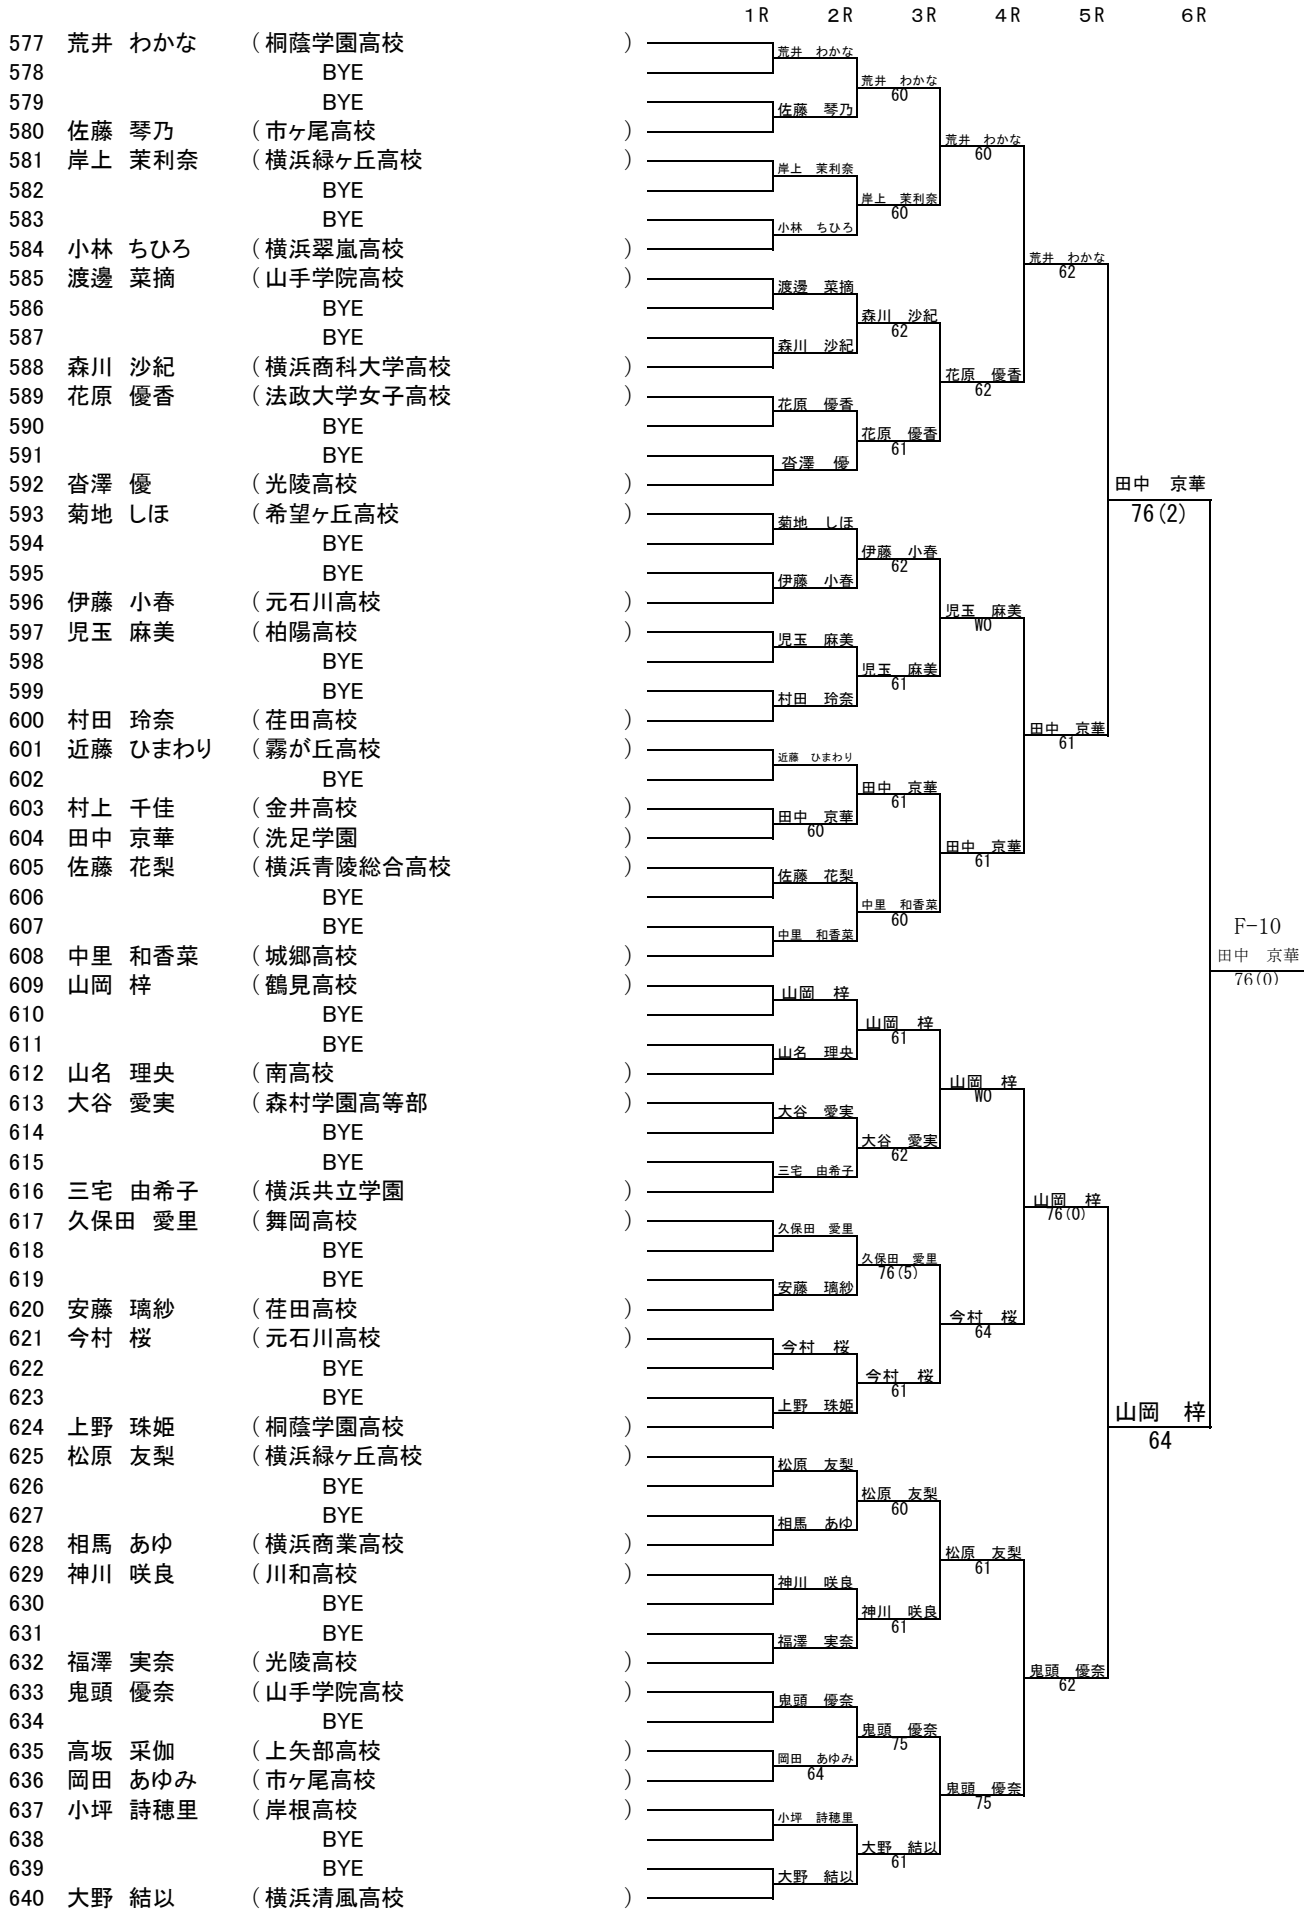 1R 2R 3R 4R 5R 6R
577 荒井 わかな （桐蔭学園高校 ）
荒井 わかな
578 BYE
荒井 わかな
60
579 BYE
佐藤 琴乃
580 佐藤 琴乃 （市ヶ尾高校 ）
荒井 わかな
60
581 岸上 茉利奈 （横浜緑ヶ丘高校 ）
岸上 茉利奈
582 BYE
岸上 茉利奈
60
583 BYE
小林 ちひろ
584 小林 ちひろ （横浜翠嵐高校 ）
荒井 わかな
62
585 渡邊 菜摘 （山手学院高校 ）
渡邊 菜摘
586 BYE
森川 沙紀
62
587 BYE
森川 沙紀
588 森川 沙紀 （横浜商科大学高校 ）
花原 優香
62
589 花原 優香 （法政大学女子高校 ）
花原 優香
590 BYE
花原 優香
61
591 BYE
沓澤 優
592 沓澤 優 （光陵高校 ）
田中 京華
76(2)
593 菊地 しほ （希望ヶ丘高校 ）
菊地 しほ
594 BYE
伊藤 小春
62
595 BYE
伊藤 小春
596 伊藤 小春 （元石川高校 ）
児玉 麻美
WO
597 児玉 麻美 （柏陽高校 ）
児玉 麻美
598 BYE
児玉 麻美
61
599 BYE
村田 玲奈
600 村田 玲奈 （荏田高校 ）
田中 京華
61
601 近藤 ひまわり （霧が丘高校 ）
近藤 ひまわり
602 BYE
田中 京華
61
603 村上 千佳 （金井高校 ）
田中 京華
60
604 田中 京華 （洗足学園 ）
田中 京華
61
605 佐藤 花梨 （横浜青陵総合高校 ）
佐藤 花梨
606 BYE
中里 和香菜
60
607 BYE
中里 和香菜
F-10
608 中里 和香菜 （城郷高校 ）
田中 京華
76(0)
609 山岡 梓 （鶴見高校 ）
山岡 梓
610 BYE
山岡 梓
61
611 BYE
山名 理央
612 山名 理央 （南高校 ）
山岡 梓
WO
613 大谷 愛実 （森村学園高等部 ）
大谷 愛実
614 BYE
大谷 愛実
62
615 BYE
三宅 由希子
616 三宅 由希子 （横浜共立学園 ）
山岡 梓
76(0)
617 久保田 愛里 （舞岡高校 ）
久保田 愛里
618 BYE
久保田 愛里
76(5)
619 BYE
安藤 璃紗
620 安藤 璃紗 （荏田高校 ）
今村 桜
64
621 今村 桜 （元石川高校 ）
今村 桜
622 BYE
今村 桜
61
623 BYE
上野 珠姫
624 上野 珠姫 （桐蔭学園高校 ）
山岡 梓
64
625 松原 友梨 （横浜緑ヶ丘高校 ）
松原 友梨
626 BYE
松原 友梨
60
627 BYE
相馬 あゆ
628 相馬 あゆ （横浜商業高校 ）
松原 友梨
61
629 神川 咲良 （川和高校 ）
神川 咲良
630 BYE
神川 咲良
61
631 BYE
福澤 実奈
632 福澤 実奈 （光陵高校 ）
鬼頭 優奈
62
633 鬼頭 優奈 （山手学院高校 ）
鬼頭 優奈
634 BYE
鬼頭 優奈
75
635 高坂 采伽 （上矢部高校 ）
岡田 あゆみ
64
636 岡田 あゆみ （市ヶ尾高校 ）
鬼頭 優奈
75
637 小坪 詩穂里 （岸根高校 ）
小坪 詩穂里
638 BYE
大野 結以
61
639 BYE
大野 結以
640 大野 結以 （横浜清風高校 ）